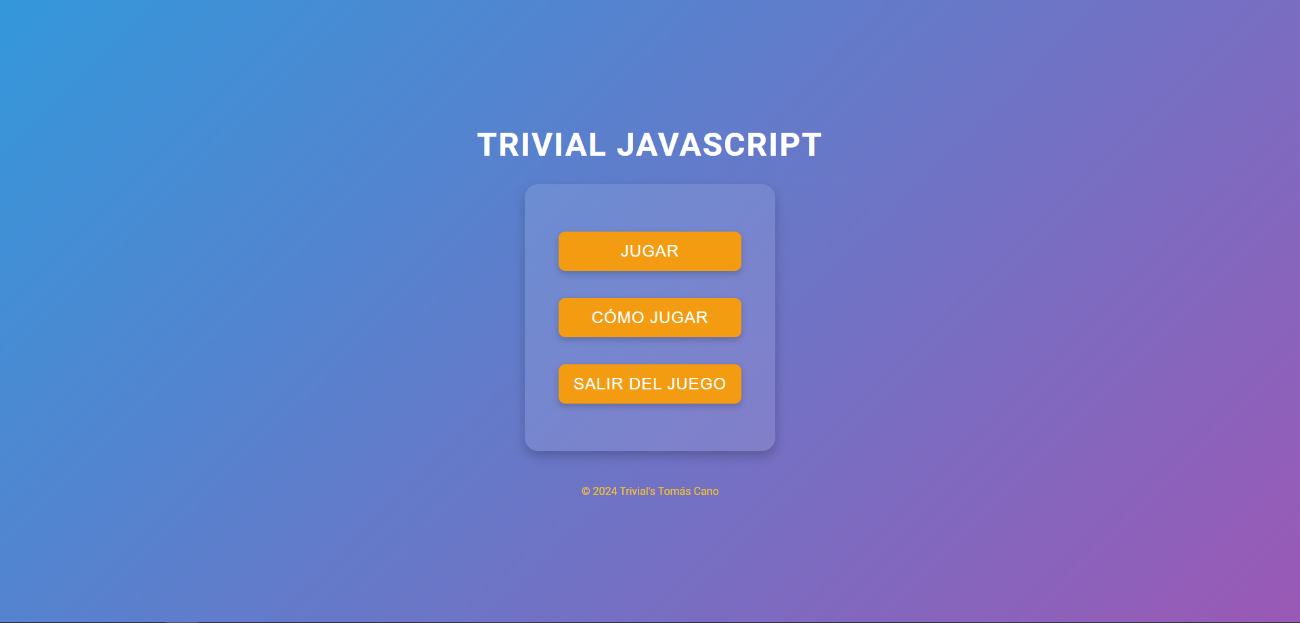 TRIVIAL JAVASCRIPT
JUGAR
CÓMO JUGAR
SALIR DEL JUEGO
© 2024 Trivial's Tomás Cano